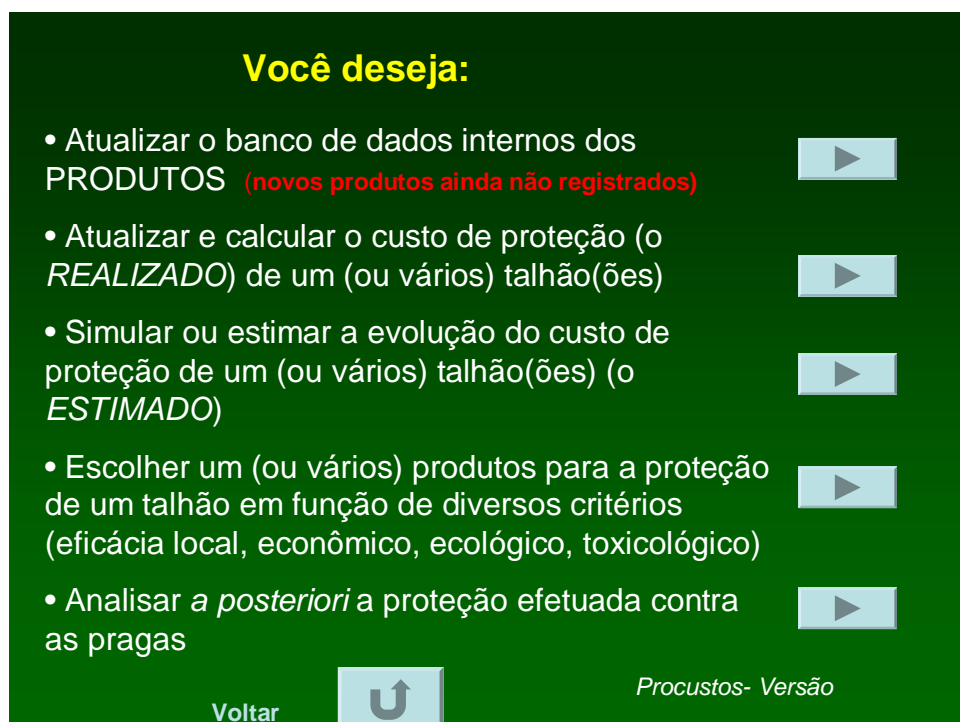 Você deseja:
• Atualizar o banco de dados internos dos
PRODUTOS (novos produtos ainda não registrados)
• Atualizar e calcular o custo de proteção (o
REALIZADO) de um (ou vários) talhão(ões)
• Simular ou estimar a evolução do custo de
proteção de um (ou vários) talhão(ões) (o
ESTIMADO)
• Escolher um (ou vários) produtos para a proteção
de um talhão em função de diversos critérios
(eficácia local, econômico, ecológico, toxicológico)
• Analisar a posteriori a proteção efetuada contra
as pragas
Procustos- Versão
Voltar